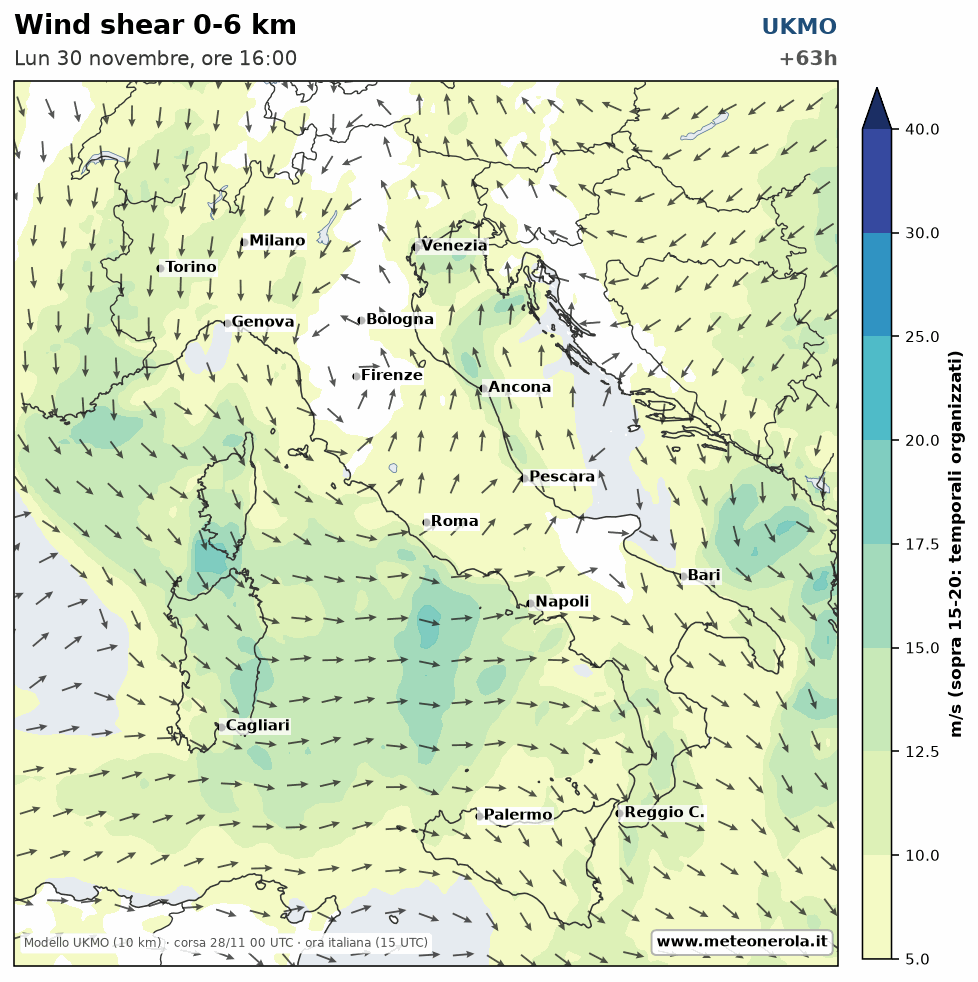 Wind shear 0-6 km
UKMO
Lun 30 novembre, ore 16:00
+63h
Milano
Venezia
Torino
Genova
Bologna
Firenze
Ancona
Pescara
Roma
Bari
Napoli
Cagliari
Palermo
Reggio C.
Modello UKMO (10 km) · corsa 28/11 00 UTC · ora italiana (15 UTC)
www.meteonerola.it
40.0
30.0
25.0
20.0
17.5
15.0
12.5
10.0
5.0
m/s (sopra 15-20: temporali organizzati)